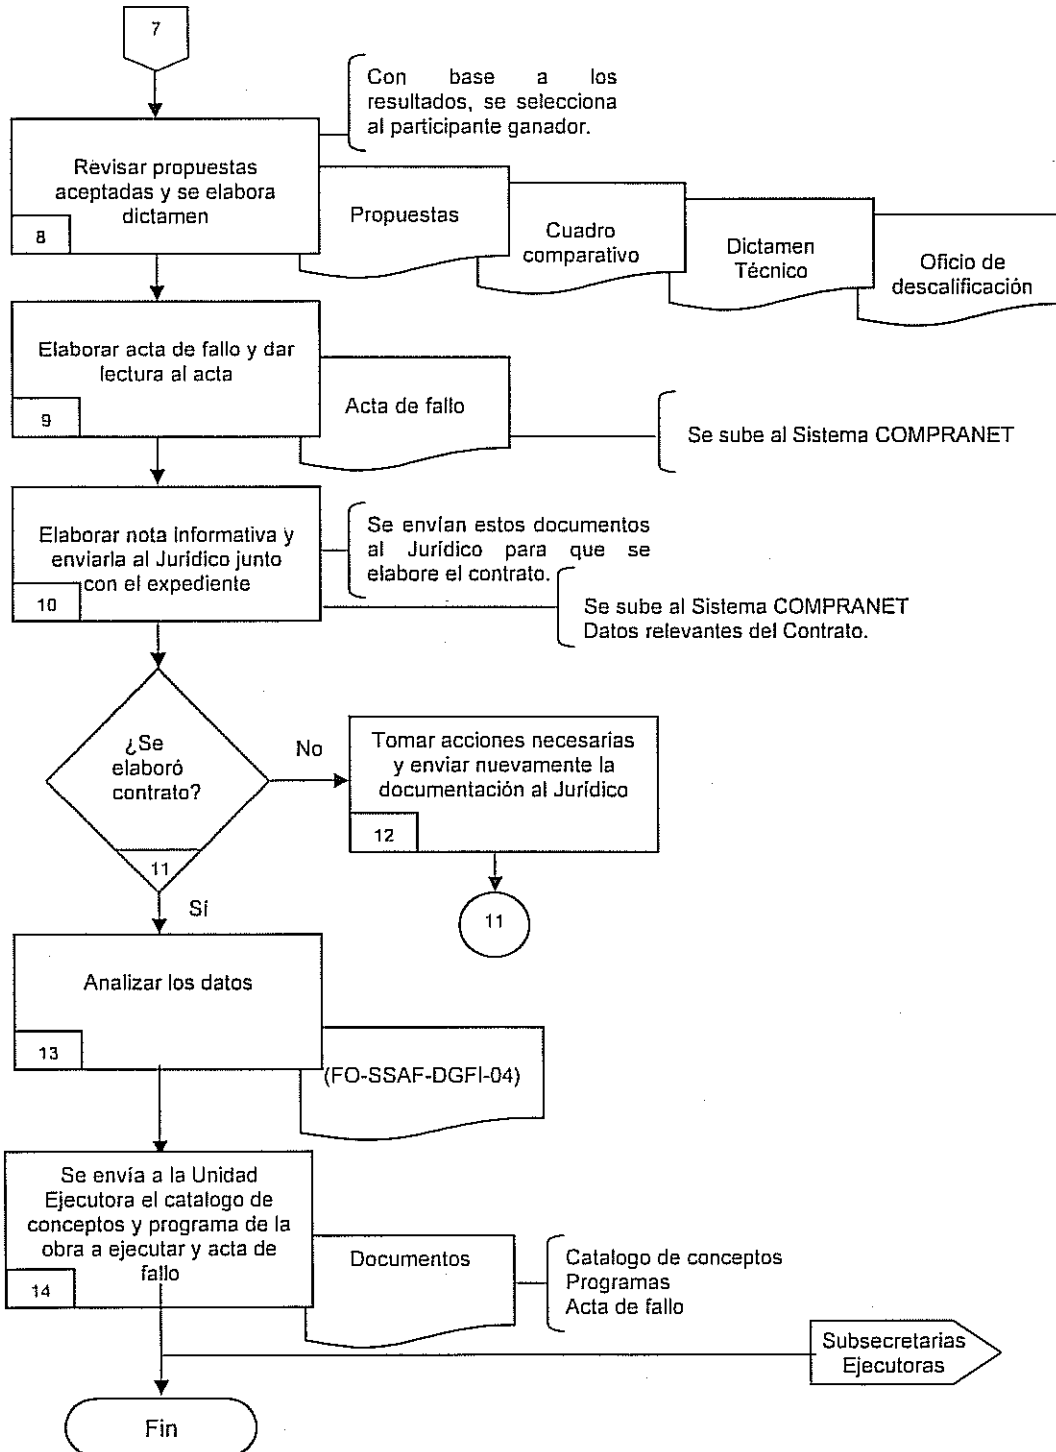 7
Con base a los
resultados, se selecciona
al participante ganador.
Revisar propuestas
aceptadas y se elabora
dictamen
8
Propuestas
Cuadro
comparativo
Dictamen
Técnico
Oficio de
descalificación
Elaborar acta de fallo y dar
lectura al acta
9
Acta de fallo
Se sube al Sistema COMPRANET
Elaborar nota informativa y
enviarla al Jurídico junto
con el expediente
10
Se envían estos documentos
al Jurídico para que se
elabore el contrato.
Se sube al Sistema COMPRANET
Datos relevantes del Contrato.
¿Se
elaboró
contrato?
11
No
Tomar acciones necesarias
y enviar nuevamente la
documentación al Jurídico
12
11
Sí
Analizar los datos
13
(FO-SSAF-DGFI-04)
Se envía a la Unidad
Ejecutora el catalogo de
conceptos y programa de la
obra a ejecutar y acta de
fallo
14
Documentos
Catalogo de conceptos
Programas
Acta de fallo
Subsecretarias
Ejecutoras
Fin